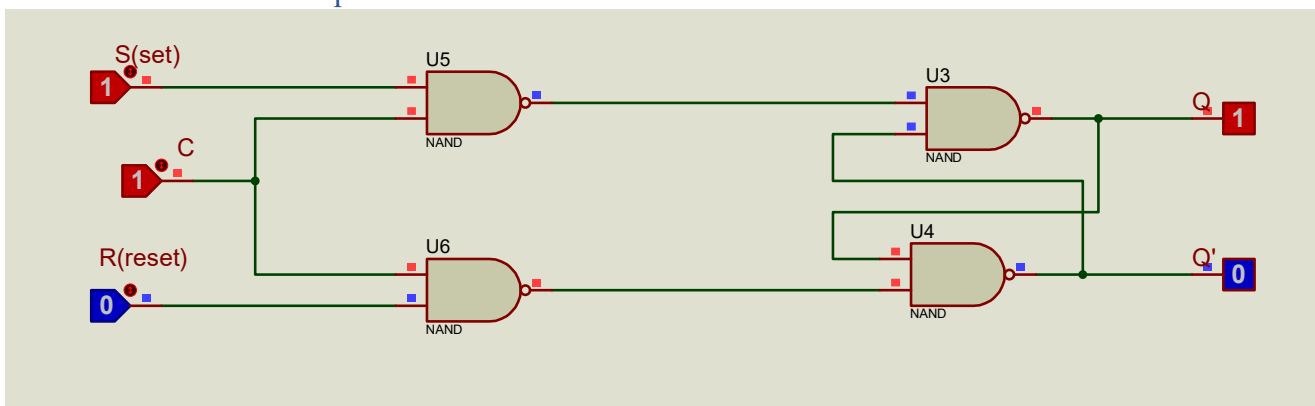 S(set)
1
U5
NAND
U3
NAND
Q
1
C
1
R(reset)
0
U6
NAND
U4
NAND
Q'
0